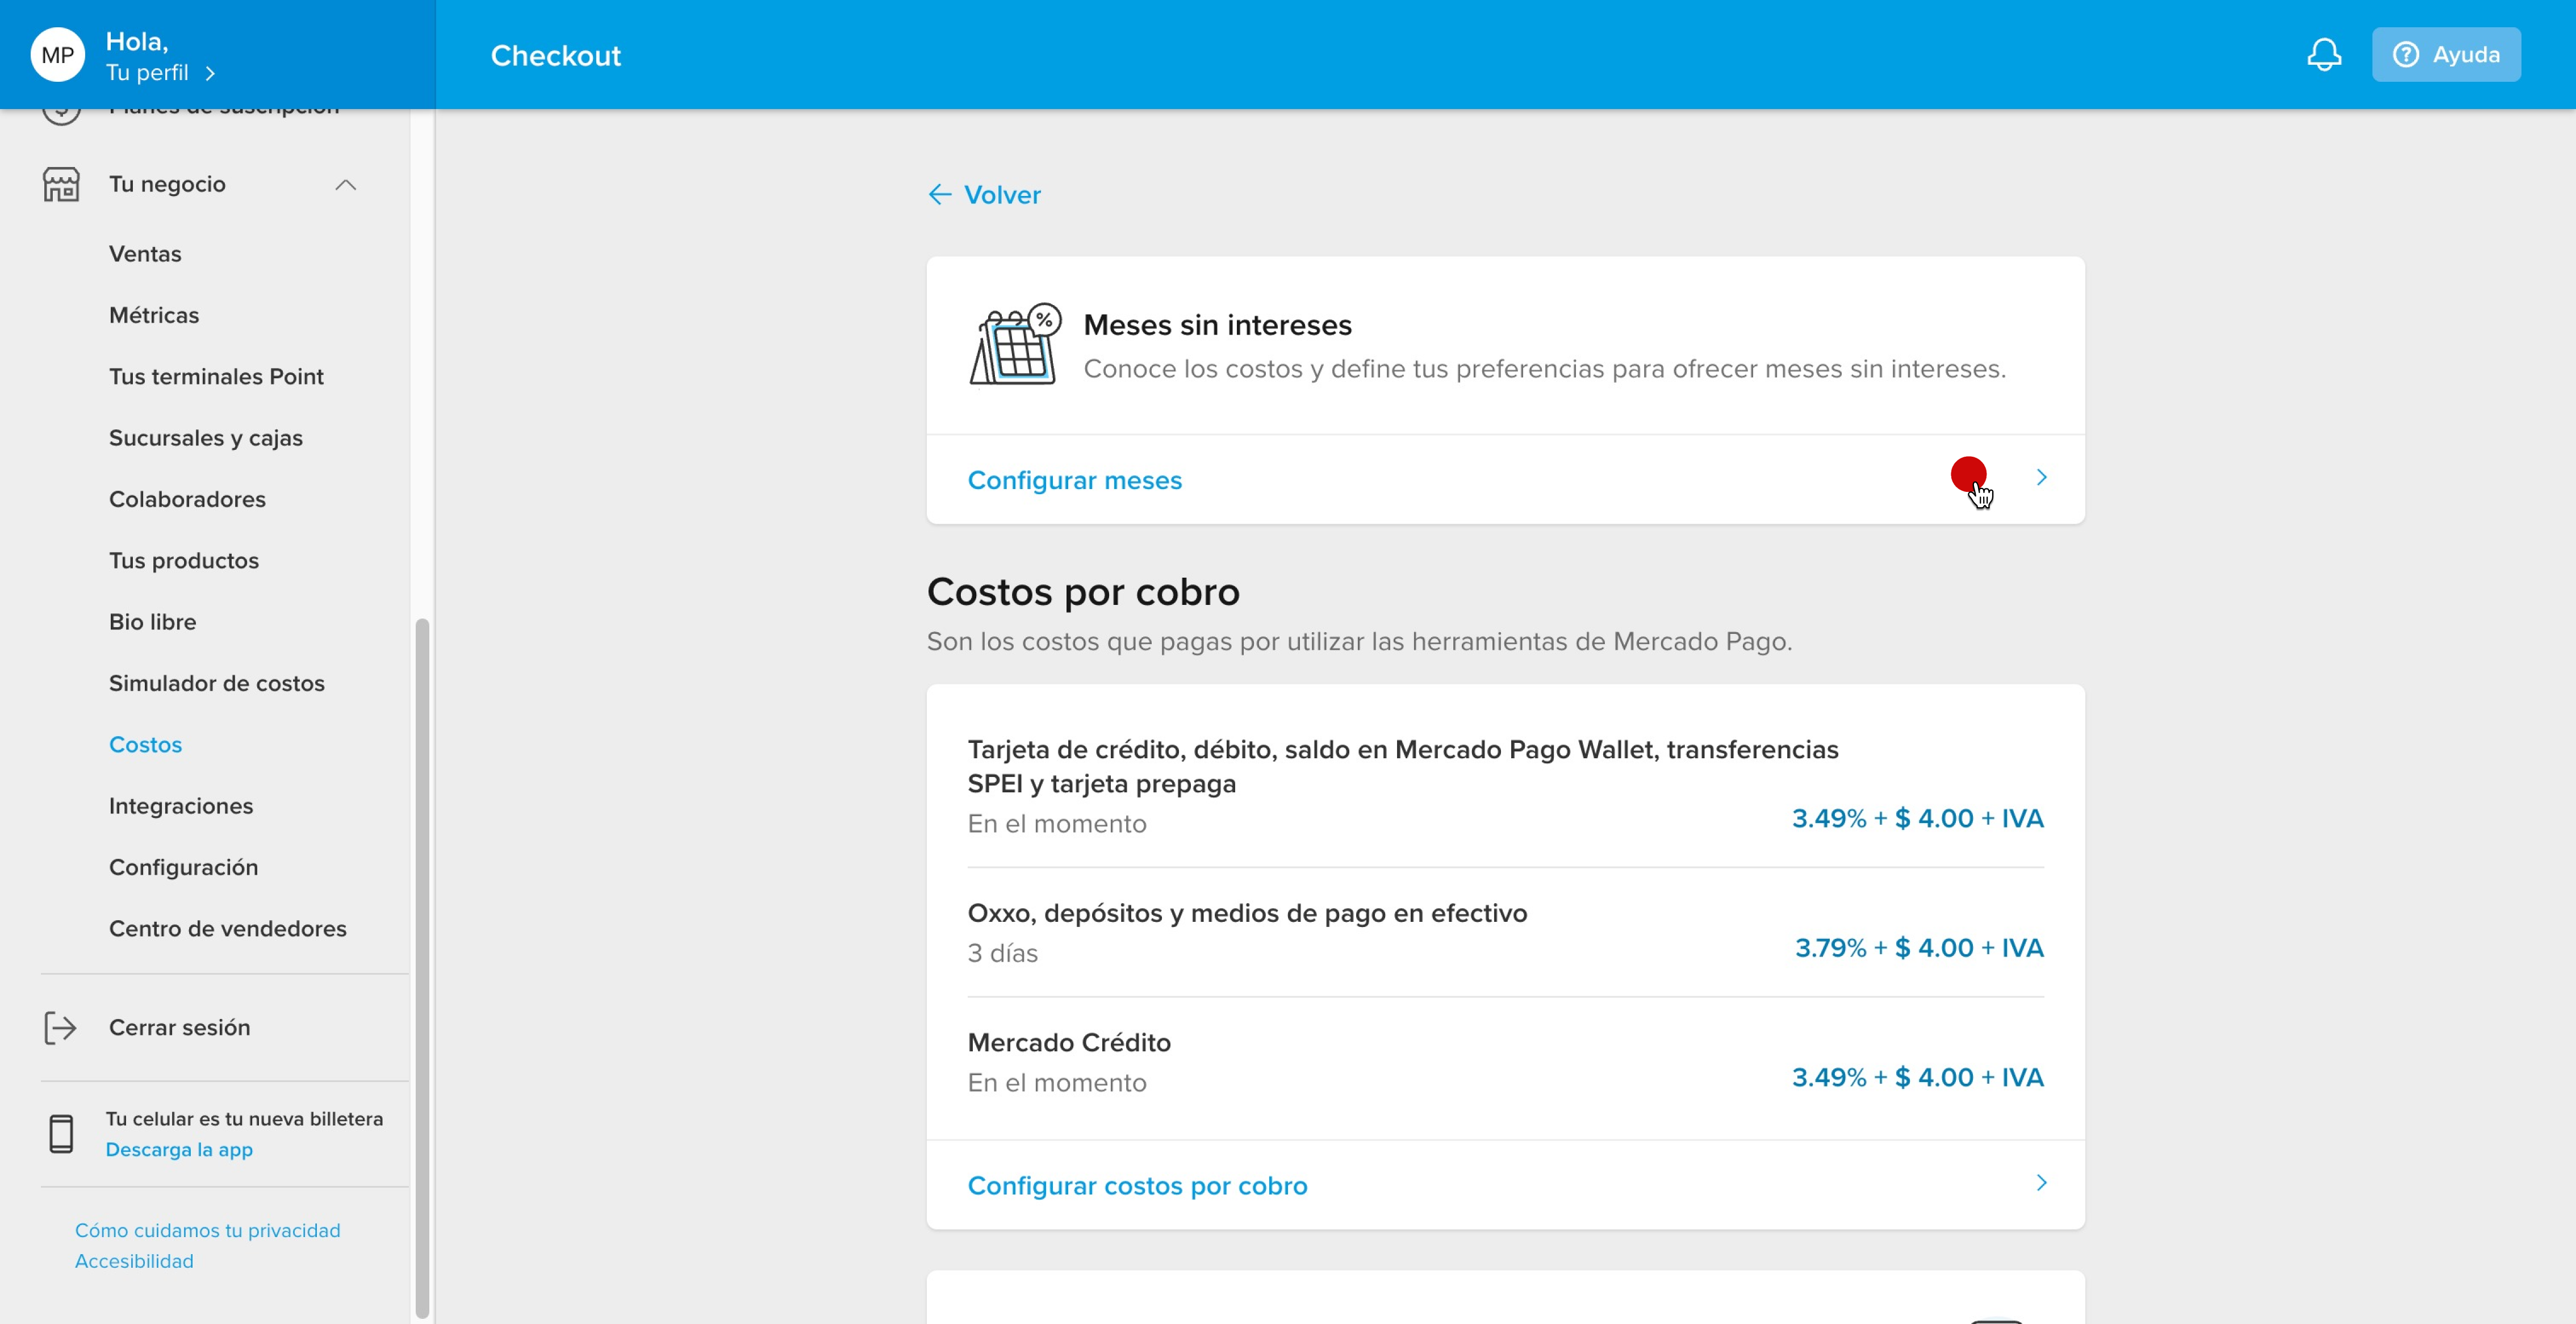 MP
Hola,
Tu perfil
Checkout
Ayuda
Planes de suscripción
Tu negocio
Ventas
Métricas
Tus terminales Point
Sucursales y cajas
Colaboradores
Tus productos
Bio libre
Simulador de costos
Costos
Integraciones
Configuración
Centro de vendedores
Cerrar sesión
Tu celular es tu nueva billetera
Descarga la app
Cómo cuidamos tu privacidad
Accesibilidad
Volver
%
Meses sin intereses
Conoce los costos y define tus preferencias para ofrecer meses sin intereses.
Configurar meses
Costos por cobro
Son los costos que pagas por utilizar las herramientas de Mercado Pago.
Tarjeta de crédito, débito, saldo en Mercado Pago Wallet, transferencias
SPEI y tarjeta prepaga
En el momento
3.49% + $ 4.00 + IVA
Oxxo, depósitos y medios de pago en efectivo
3 días
3.79% + $ 4.00 + IVA
Mercado Crédito
En el momento
3.49% + $ 4.00 + IVA
Configurar costos por cobro